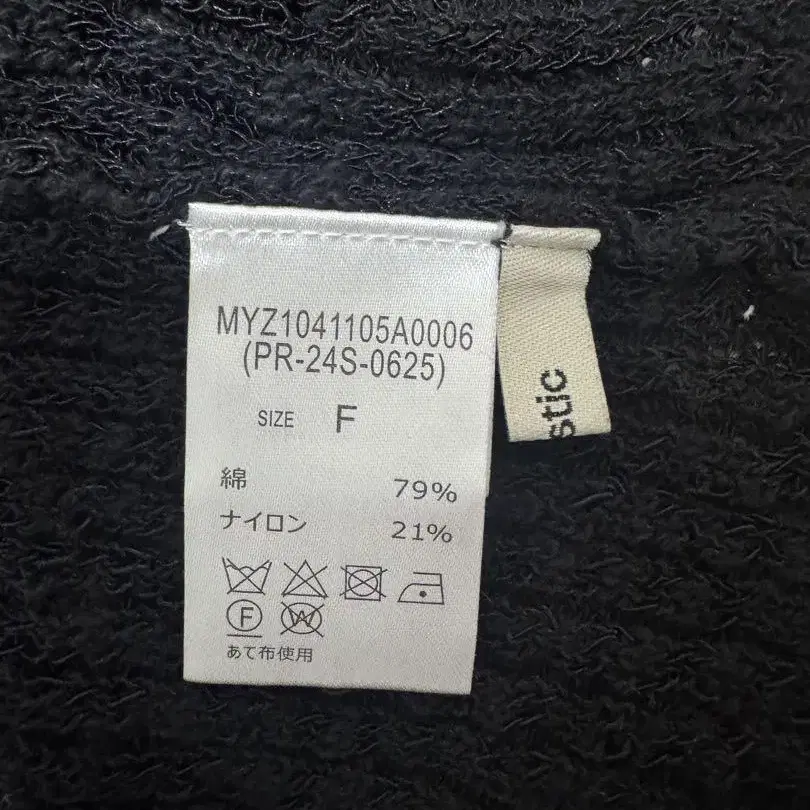 MYZ1041105A0006
(PR-24S-0625)
SIZE F
綿 79%
ナイロン 21%
F W
あて布使用
stic